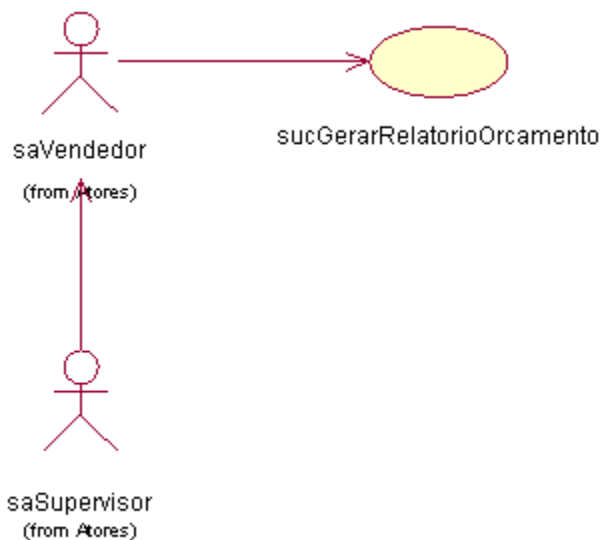 saVendedor
(from Atores)
sucGerarRelatorioOrcamento
saSupervisor
(from Atores)